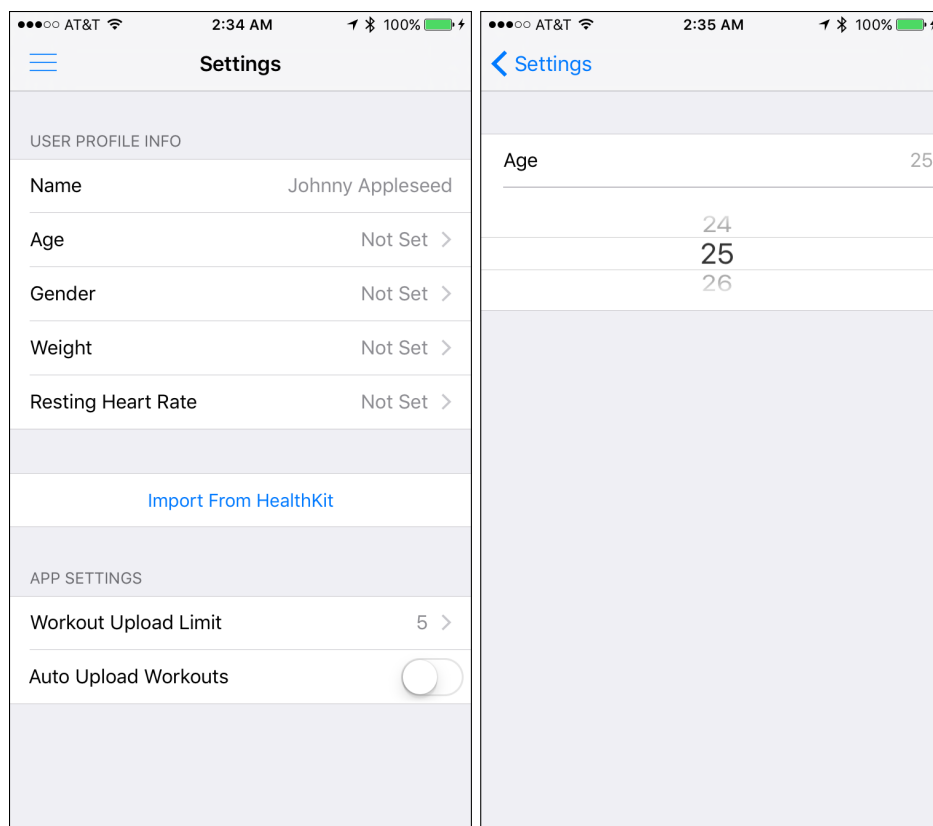 AT&T 2:34 AM 100%
Settings
USER PROFILE INFO
Name Johnny Appleseed
Age Not Set
Gender Not Set
Weight Not Set
Resting Heart Rate Not Set
Import From HealthKit
APP SETTINGS
Workout Upload Limit 5
Auto Upload Workouts
AT&T 2:35 AM 100%
Settings
Age 25
24
25
26